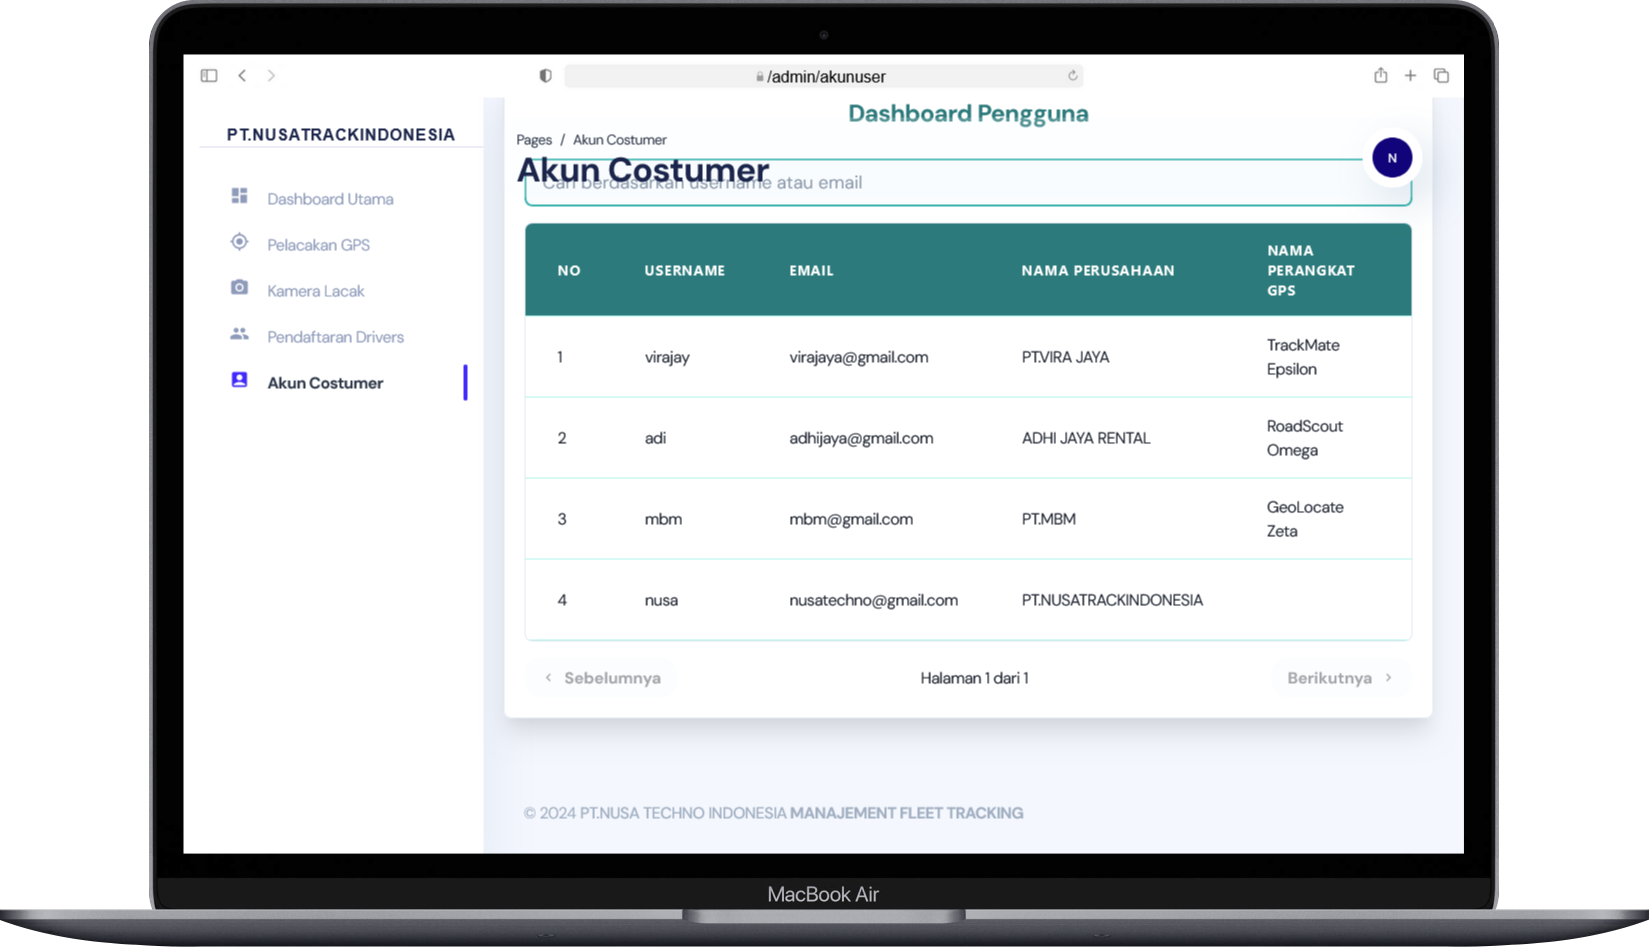 /admin/akunuser
PT.NUSATRACKINDONESIA
Dashboard Utama
Pelacakan GPS
Kamera Lacak
Pendaftaran Drivers
Akun Costumer
Dashboard Pengguna
Pages / Akun Costumer
Akun Costumer
Cari berdasarkan username atau email
N
NO USERNAME EMAIL NAMA PERUSAHAAN NAMA PERANGKAT GPS
1 virajay virajaya@gmail.com PT.VIRA JAYA TrackMate Epsilon
2 adi adhijaya@gmail.com ADHI JAYA RENTAL RoadScout Omega
3 mbm mbm@gmail.com PT.MBM GeoLocate Zeta
4 nusa nusatechno@gmail.com PT.NUSATRACKINDONESIA
Sebelumnya Halaman 1 dari 1 Berikutnya
© 2024 PT.NUSA TECHNO INDONESIA MANAJEMENT FLEET TRACKING
MacBook Air